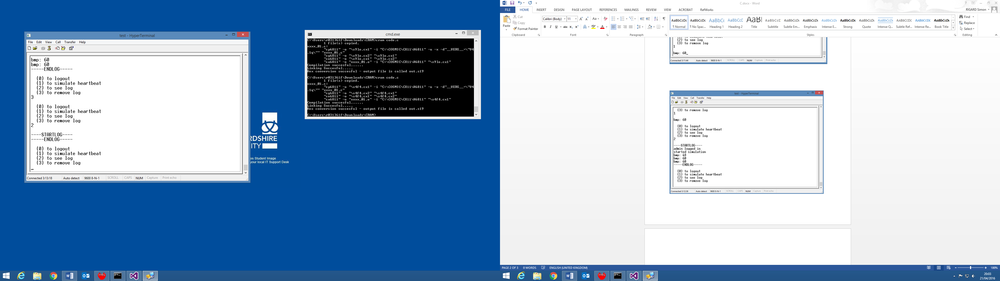 test - HyperTerminal
File Edit View Call Transfer Help
bmp: 60
bmp: 60
-----ENDLOG-----
(0) to logout
(1) to simulate heartbeat
(2) to see log
(3) to remove log
3
(0) to logout
(1) to simulate heartbeat
(2) to see log
(3) to remove log
2
----STARTLOG----
-----ENDLOG-----
(0) to logout
(1) to simulate heartbeat
(2) to see log
(3) to remove log
_
Connected 3:13:18 Auto detect 9600 8-N-1 SCROLL CAPS NUM Capture Print echo
RDSHIRE
ITY
es Student Image
your local IT Support Desk
cmd.exe
C:\Users\r031361f\Downloads\CRAM>cram code.c
1 file(s) copied.
xxxx_01.c:
"cp6811" -o "\s9lo.cx1" -i "C:\COSMIC\CX11\H6811" -u -x -d"__VERS__=\"V4
.1q\"" "xxxx_01.c"
"cg6811" -o "\s9lo.cx2" "\s9lo.cx1"
"co6811" -o "\s9lo.cx1" "\s9lo.cx2"
"ca6811" -o "xxxx_01.o" -i "C:\COSMIC\CX11\H6811" "\s9lo.cx1"
Compilation succesful......
Linking Succesful.....
Hex conversion succesful - output file is called out.s19
C:\Users\r031361f\Downloads\CRAM>cram code.c
1 file(s) copied.
xxxx_01.c:
"cp6811" -o "\s4f4.cx1" -i "C:\COSMIC\CX11\H6811" -u -x -d"__VERS__=\"V4
.1q\"" "xxxx_01.c"
"cg6811" -o "\s4f4.cx2" "\s4f4.cx1"
"co6811" -o "\s4f4.cx1" "\s4f4.cx2"
"ca6811" -o "xxxx_01.o" -i "C:\COSMIC\CX11\H6811" "\s4f4.cx1"
Compilation succesful......
Linking Succesful.....
Hex conversion succesful - output file is called out.s19
C:\Users\r031361f\Downloads\CRAM>
C.docx - Word
FILE HOME INSERT DESIGN PAGE LAYOUT REFERENCES MAILINGS REVIEW VIEW ACROBAT RefWorks
RIGARD Simon
Paste
Cut
Copy
Format Painter
Clipboard
Calibri (Body) 11
Font
Paragraph
AaBbCcDc AaBbCcDc AaBbCc AaBbCcD AaBl AaBbCcD AaBbCcDc AaBbCcDc AaBbCcDc AaBbCcDc AaBbCcDc AaBbCcDc AaBbCcDc AaBbCcDc AaBbCcDc
¶ Normal ¶ No Spac... Heading 1 Heading 2 Title Subtitle Subtle Em... Emphasis Intense E... Strong Quote Intense Q... Subtle Ref... Intense Re... Book Title
Styles
Find
Replace
Select
Editing
(1) to simulate heartbeat
(2) to see log
(3) to remove log
1
bmp: 60_
Connected 3:11:44 Auto detect 9600 8-N-1 SCROLL CAPS NUM Capture Print echo
test - HyperTerminal
File Edit View Call Transfer Help
(3) to remove log
1
bmp: 60
(0) to logout
(1) to simulate heartbeat
(2) to see log
(3) to remove log
2
----STARTLOG----
admin logged in
started simulation
bmp: 48
bmp: 60
bmp: 60
-----ENDLOG-----
(0) to logout
(1) to simulate heartbeat
(2) to see log
(3) to remove log
Connected 3:12:36 Auto detect 9600 8-N-1 SCROLL CAPS NUM Capture Print echo
PAGE 2 OF 3 0 WORDS ENGLISH (UNITED KINGDOM) 100%
20:03
21/04/2016